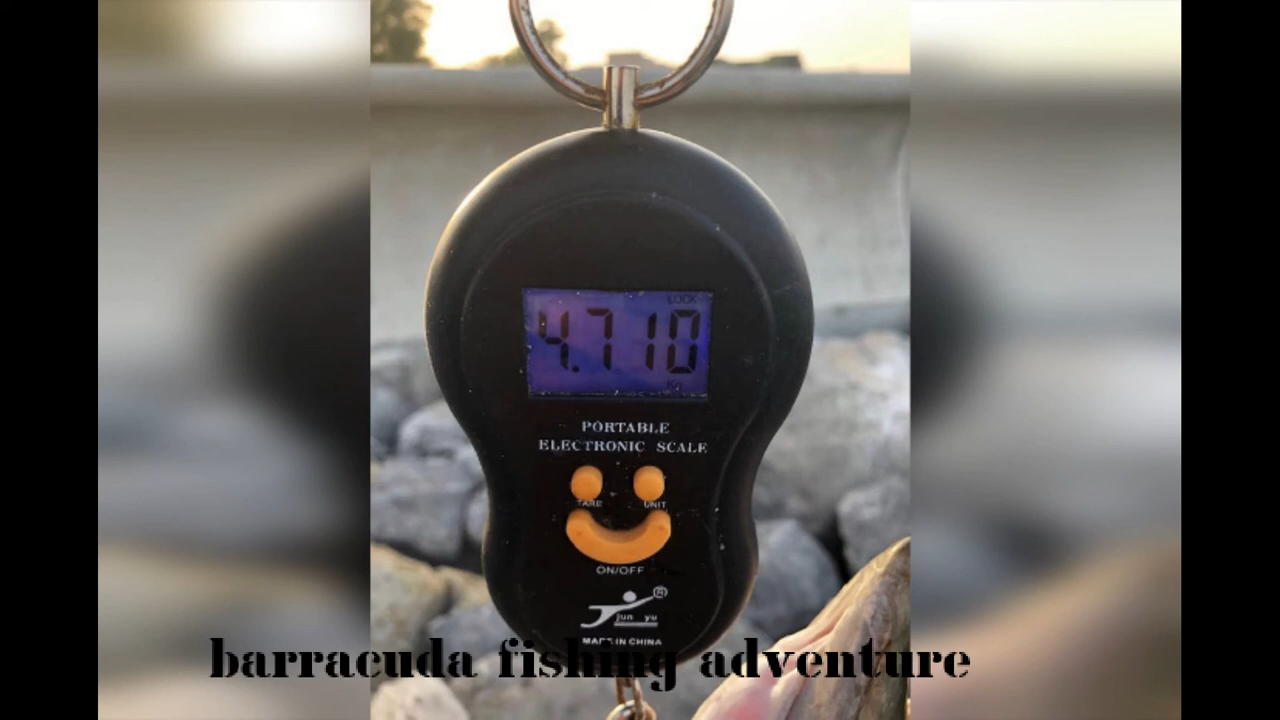 LOCK
4.710
Kg
PORTABLE
ELECTRONIC SCALE
TARE UNIT
ON/OFF
®
jun yu
MADE IN CHINA
barracuda fishing adventure